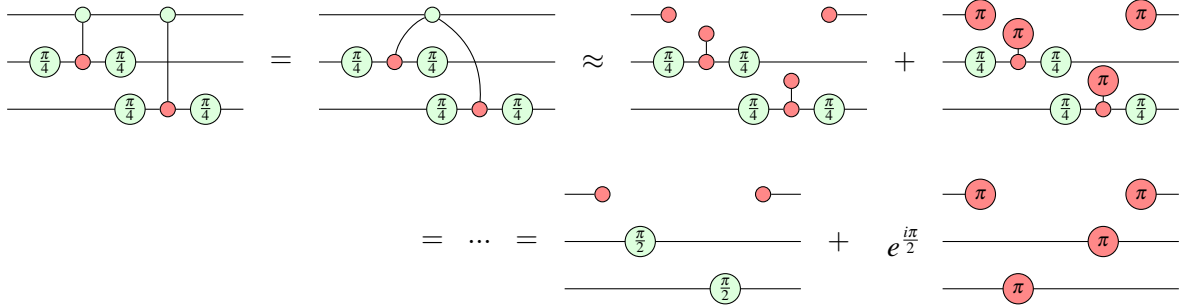 π π
π
π/4 π/4 = π/4 π/4 ≈ π/4 π/4 + π/4 π/4
π
π/4 π/4 π/4 π/4 π/4 π/4 π/4 π/4
π π
= ... = π/2 + e^{iπ/2} π
π/2 π